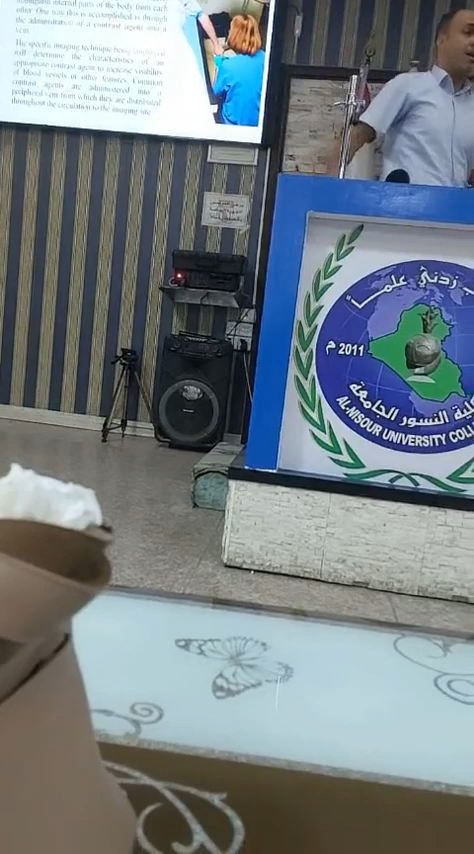 internal parts of the body from each
other. One way this is accomplished is through
the administration of a contrast agent into a
vein.
The specific imaging technique being
will determine the characteristics of an
appropriate contrast agent to increase visibility
of blood vessels or other features. Common
contrast agents are administered into a
peripheral vein from which they are distributed
throughout the circulation to the imaging site
زدني علماً
2011 م
كلية النسور الجامعة
AL-NISOUR UNIVERSITY COLL